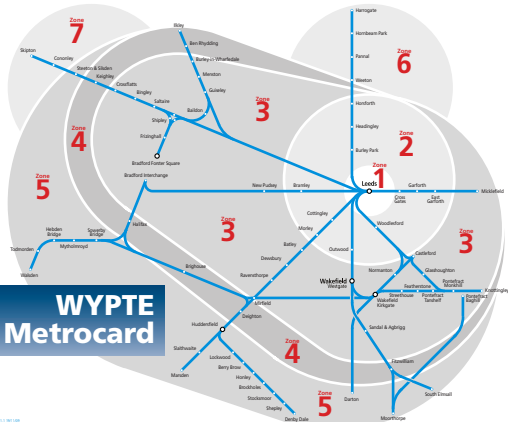 Zone
7
Skipton
Cononley
Steeton & Silsden
Keighley
Crossflatts
Bingley
Saltaire
Shipley
Frizinghall
Bradford Forster Square
Bradford Interchange
Ilkley
Ben Rhydding
Burley-in-Wharfedale
Menston
Guiseley
Baildon
Zone
3
Zone
4
Zone
5
Harrogate
Hornbeam Park
Pannal
Weeton
Zone
6
Horsforth
Headingley
Burley Park
Zone
2
Zone
1
Leeds
New Pudsey
Bramley
Cross
Gates
Garforth
East
Garforth
Micklefield
Cottingley
Morley
Batley
Dewsbury
Ravensthorpe
Outwood
Woodlesford
Castleford
Zone
3
Zone
3
Halifax
Sowerby
Bridge
Hebden
Bridge
Mytholmroyd
Todmorden
Walsden
Brighouse
Mirfield
Deighton
Huddersfield
Normanton
Glasshoughton
Wakefield
Westgate
Wakefield
Kirkgate
Featherstone
Streethouse
Pontefract
Tanshelf
Pontefract
Monkhill
Knottingley
Pontefract
Baghill
WYPTE
Metrocard
Slaithwaite
Marsden
Lockwood
Berry Brow
Honley
Brockholes
Stocksmoor
Shepley
Denby Dale
Zone
4
Zone
5
Sandal & Agbrigg
Fitzwilliam
South Elmsall
Darton
Moorthorpe